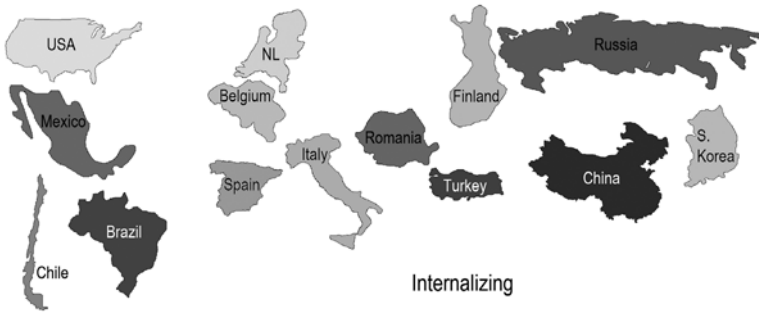 USA
NL
Russia
Belgium
Finland
Mexico
Romania
Italy
S.
Korea
Spain
Turkey
China
Brazil
Chile
Internalizing